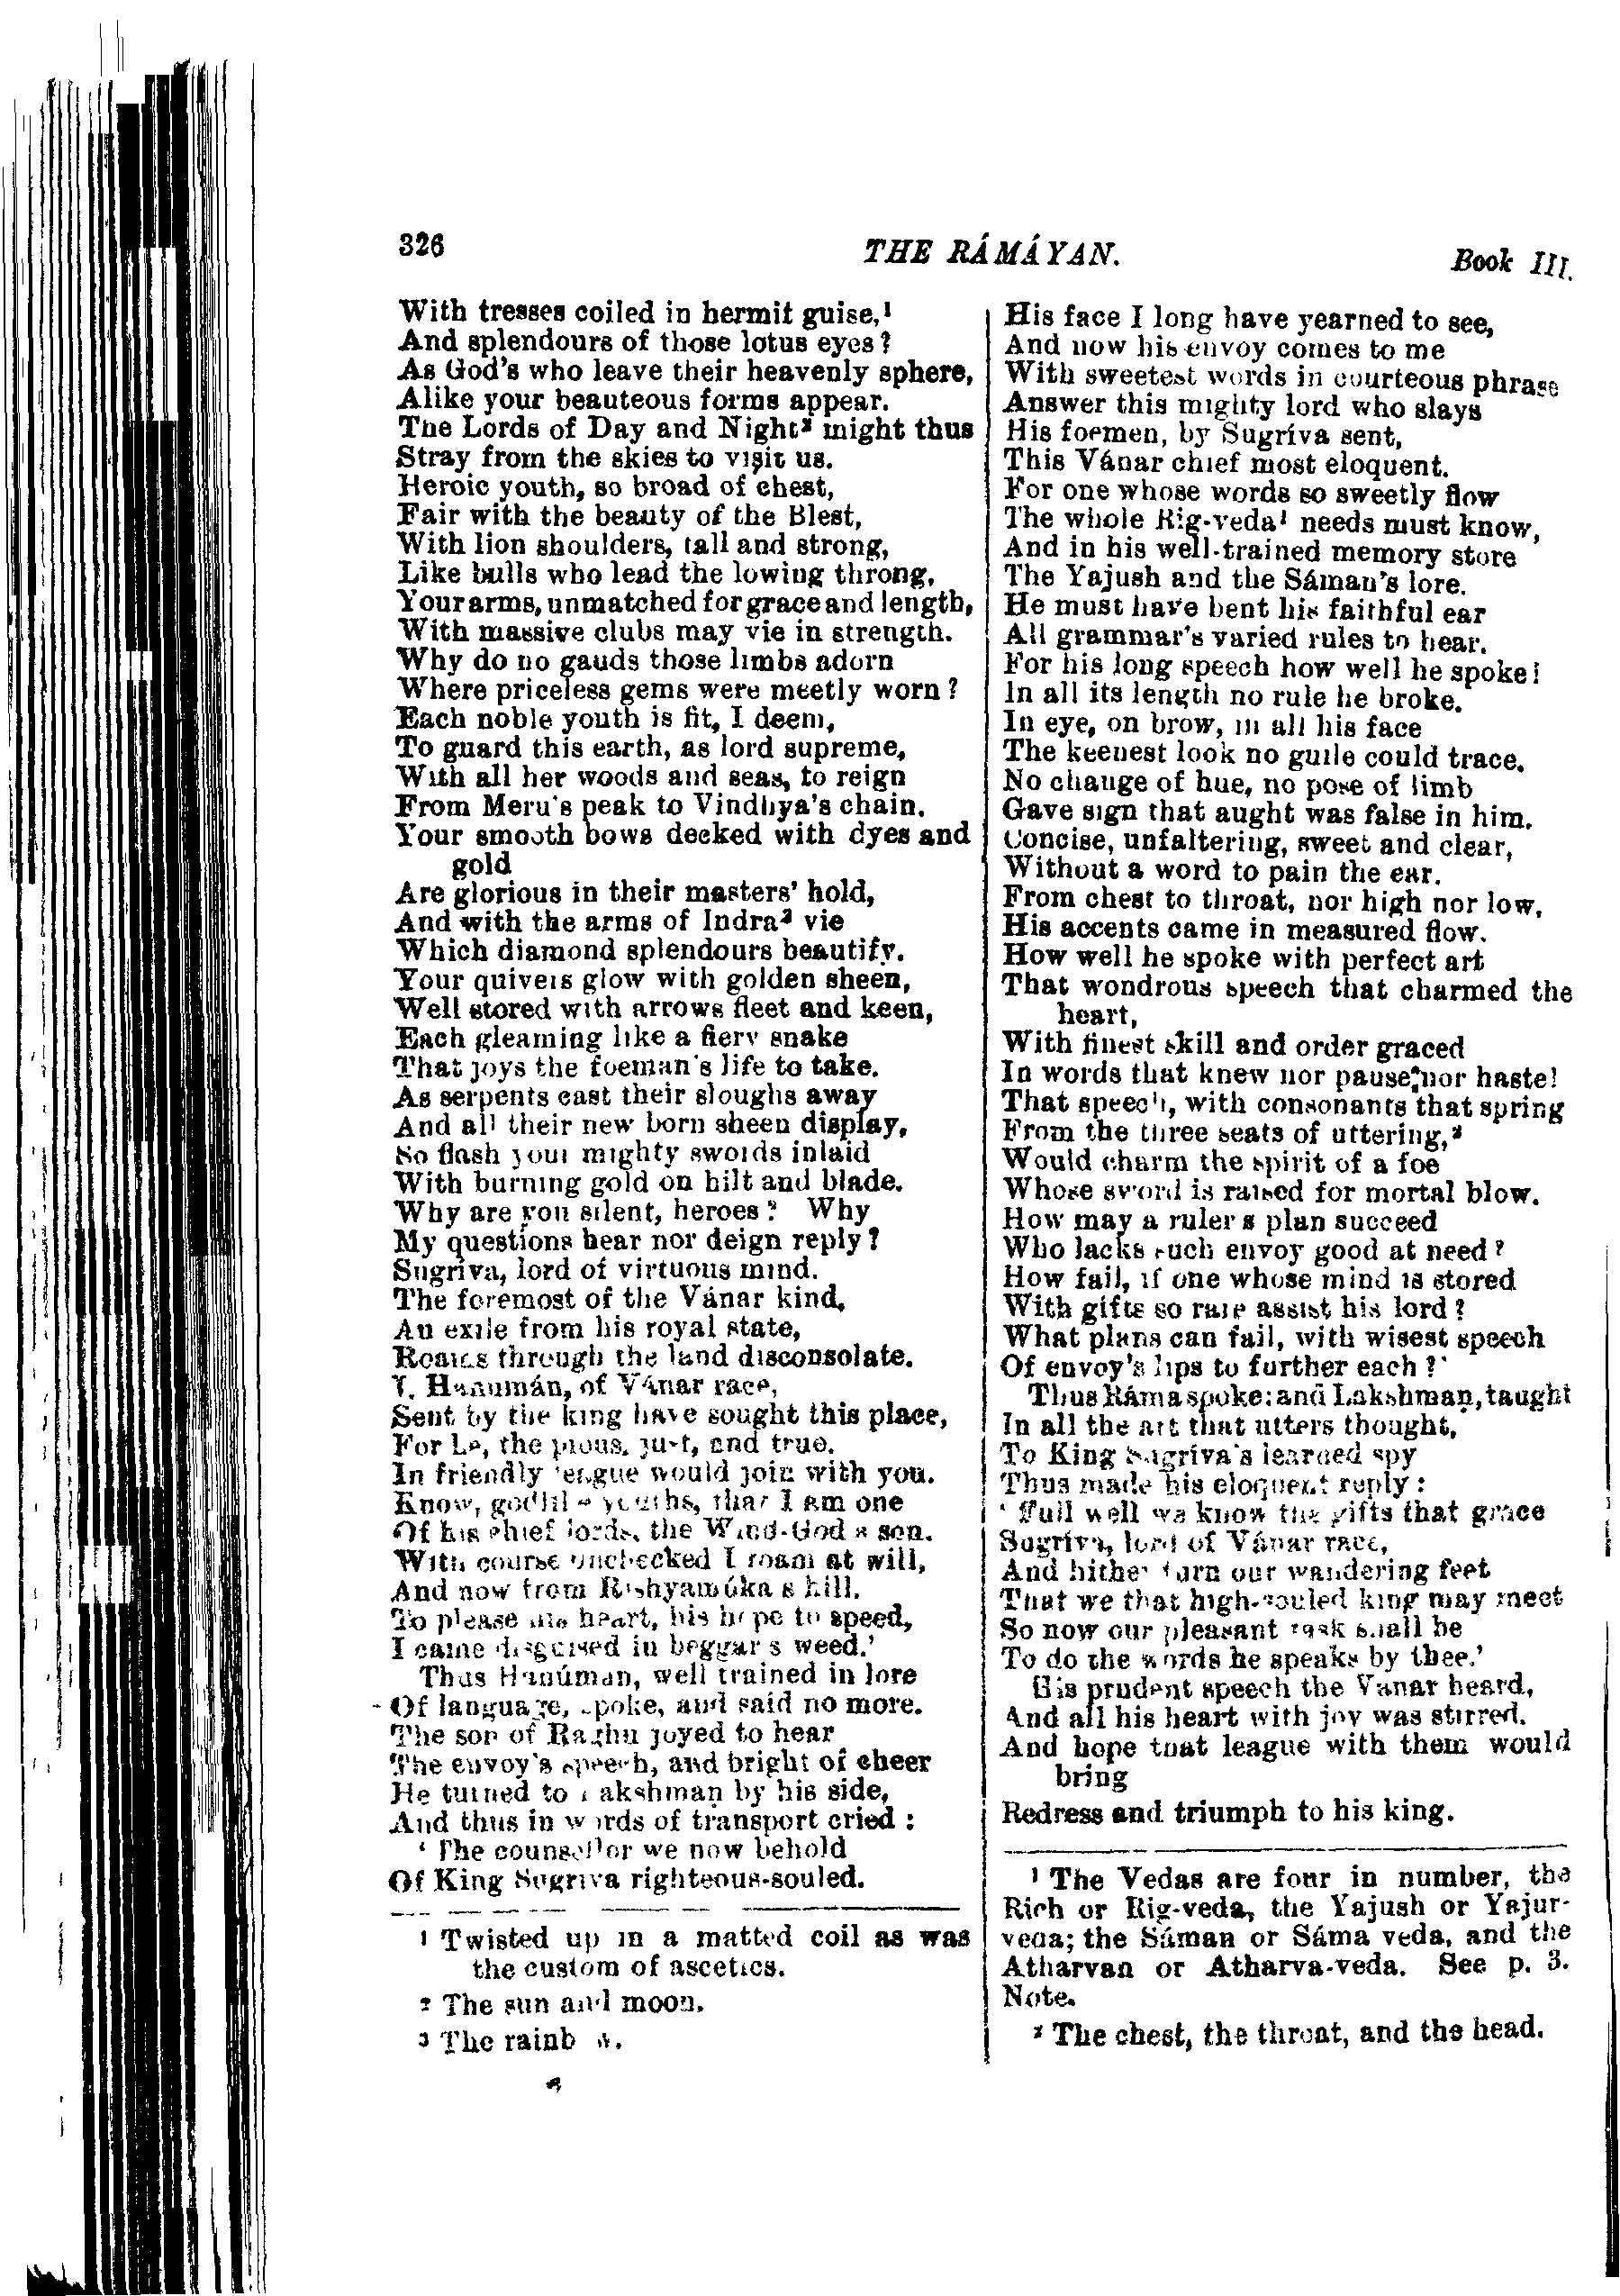 326 THE RÁMÁYAN. Book III.
With tresses coiled in hermit guise,¹
And splendours of those lotus eyes?
As God's who leave their heavenly sphere,
Alike your beauteous forms appear.
The Lords of Day and Night² might thus
Stray from the skies to visit us.
Heroic youth, so broad of chest,
Fair with the beauty of the Blest,
With lion shoulders, tall and strong,
Like bulls who lead the lowing throng,
Your arms, unmatched for grace and length,
With massive clubs may vie in strength.
Why do no gauds those limbs adorn
Where priceless gems were meetly worn?
Each noble youth is fit, I deem,
To guard this earth, as lord supreme,
With all her woods and seas, to reign
From Meru's peak to Vindhya's chain.
Your smooth bows decked with dyes and
gold
Are glorious in their masters' hold,
And with the arms of Indra³ vie
Which diamond splendours beautify.
Your quivers glow with golden sheen,
Well stored with arrows fleet and keen,
Each gleaming like a fiery snake
That joys the foeman's life to take.
As serpents cast their sloughs away
And all their new born sheen display,
So flash your mighty swords inlaid
With burning gold on hilt and blade.
Why are you silent, heroes? Why
My questions hear nor deign reply?
Sugríva, lord of virtuous mind.
The foremost of the Vánar kind,
An exile from his royal state,
Roams through the land disconsolate.
I, Hanumán, of Vánar race,
Sent by the king have sought this place,
For he, the pious, just, and true.
In friendly league would join with you.
Know, godlike youths, that I am one
Of his chief lords, the Wind-God's son.
With course unchecked I roam at will,
And now from Rishyamúka s hill.
To please his heart, his hope to speed,
I came disguised in beggar s weed.'
Thus Hanúman, well trained in lore
Of language, spoke, and said no more.
The son of Raghu joyed to hear
The envoy's speech, and bright of cheer
He turned to Lakshman by his side,
And thus in words of transport cried:
' The counsellor we now behold
Of King Sugríva righteous-souled.
¹ Twisted up in a matted coil as was
the custom of ascetics.
² The sun and moon.
³ The rainbow.
His face I long have yearned to see,
And now his envoy comes to me
With sweetest words in courteous phrase
Answer this mighty lord who slays
His foemen, by Sugríva sent,
This Vánar chief most eloquent.
For one whose words so sweetly flow
The whole Rig-veda¹ needs must know,
And in his well-trained memory store
The Yajush and the Sáman's lore.
He must have bent his faithful ear
All grammar's varied rules to hear.
For his long speech how well he spoke!
In all its length no rule he broke.
In eye, on brow, in all his face
The keenest look no guile could trace.
No change of hue, no pose of limb
Gave sign that aught was false in him.
Concise, unfaltering, sweet and clear,
Without a word to pain the ear.
From chest to throat, nor high nor low,
His accents came in measured flow.
How well he spoke with perfect art
That wondrous speech that charmed the
heart,
With finest skill and order graced
In words that knew nor pause nor haste!
That speech, with consonants that spring
From the three seats of uttering,²
Would charm the spirit of a foe
Whose sword is raised for mortal blow.
How may a ruler s plan succeed
Who lacks such envoy good at need?
How fail, if one whose mind is stored
With gifts so rare assist his lord?
What plans can fail, with wisest speech
Of envoy's lips to further each?'
Thus Ráma spoke: and Lakshman, taught
In all the art that utters thought,
To King Sugríva's learned spy
Thus made his eloquent reply:
' Full well we know the gifts that grace
Sugríva, lord of Vánar race,
And hither turn our wandering feet
That we that high-souled king may meet
So now our pleasant task shall be
To do the words he speaks by thee.'
His prudent speech the Vánar heard,
And all his heart with joy was stirred.
And hope that league with them would
bring
Redress and triumph to his king.
¹ The Vedas are four in number, the
Rich or Rig-veda, the Yajush or Yajur-
veda; the Sáman or Sáma veda, and the
Atharvan or Atharva-veda. See p. 3.
Note.
² The chest, the throat, and the head.